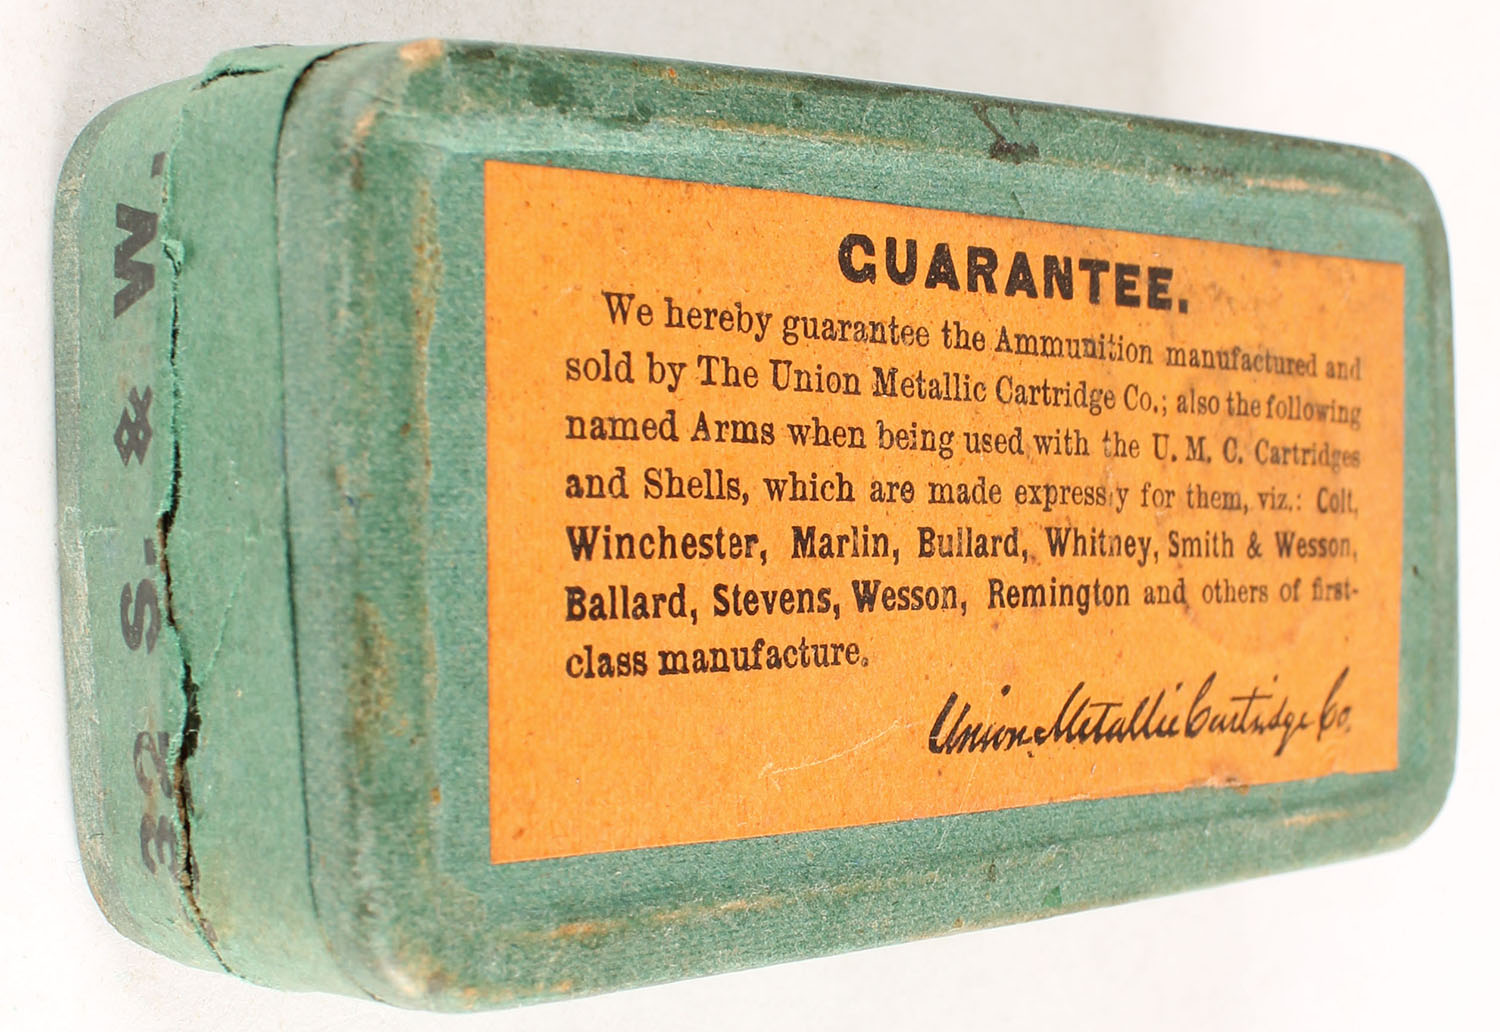 GUARANTEE.
We hereby guarantee the Ammunition manufactured and
sold by The Union Metallic Cartridge Co.; also the following
named Arms when being used with the U. M. C. Cartridges
and Shells, which are made expressly for them, viz.: Colt,
Winchester, Marlin, Bullard, Whitney, Smith & Wesson,
Ballard, Stevens, Wesson, Remington and others of first-
class manufacture.
Union Metallic Cartridge Co.
32 S. & W.